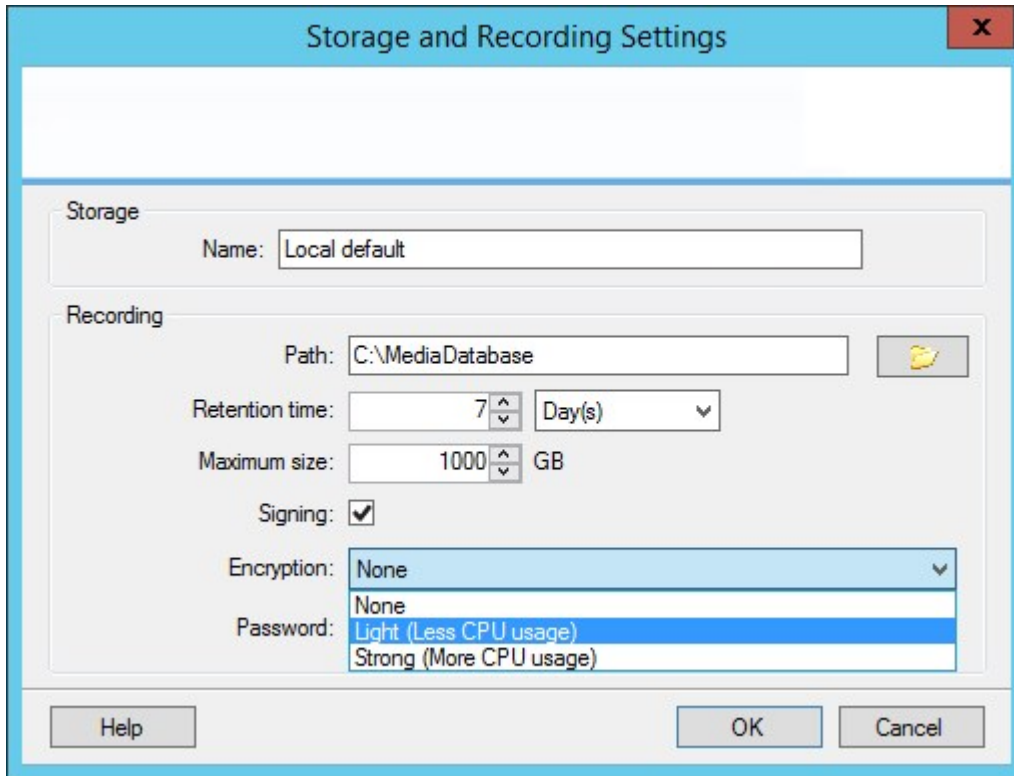 Storage and Recording Settings
x
Storage
Name: Local default
Recording
Path: C:\MediaDatabase
Retention time: 7 Day(s)
Maximum size: 1000 GB
Signing:
Encryption: None
None
Password: Light (Less CPU usage)
Strong (More CPU usage)
Help OK Cancel